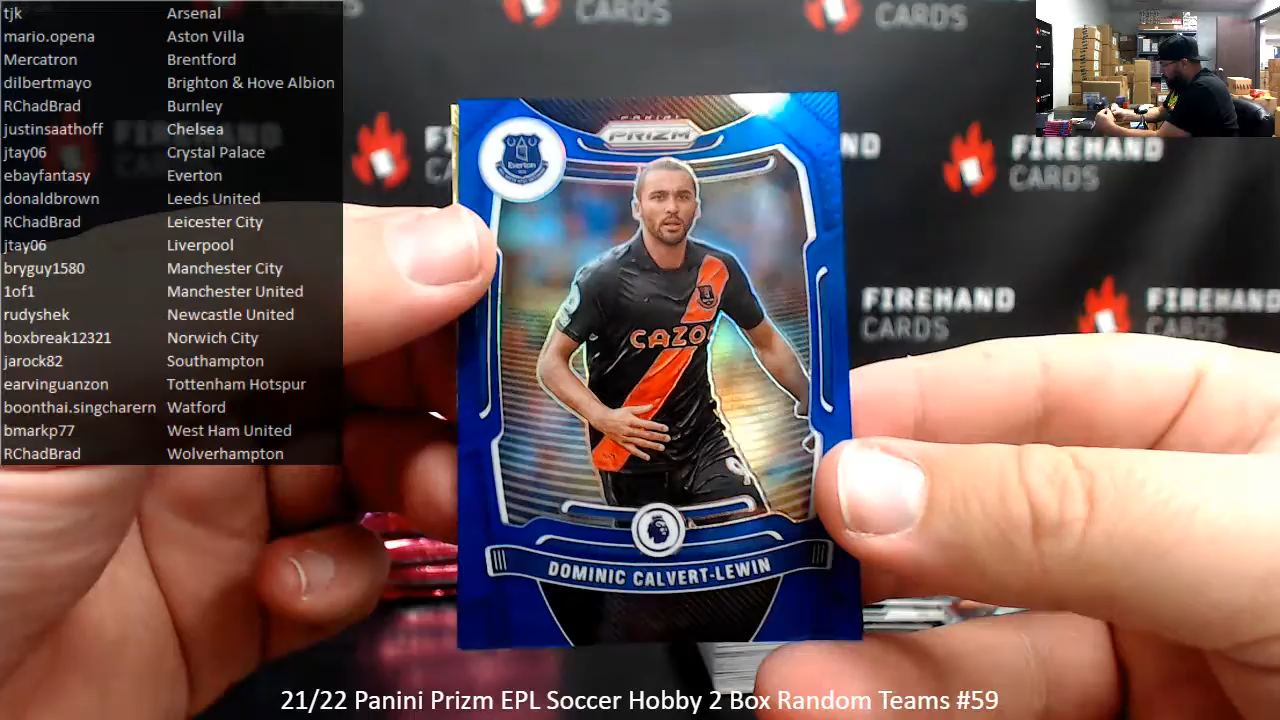 tjk Arsenal
mario.opena Aston Villa
Mercatron Brentford
dilbertmayo Brighton & Hove Albion
RChadBrad Burnley
justinsaathoff Chelsea
jtay06 Crystal Palace
ebayfantasy Everton
donaldbrown Leeds United
RChadBrad Leicester City
jtay06 Liverpool
bryguy1580 Manchester City
1of1 Manchester United
rudyshek Newcastle United
boxbreak12321 Norwich City
jarock82 Southampton
earvinguanzon Tottenham Hotspur
boonthai.singcharern Watford
bmarkp77 West Ham United
RChadBrad Wolverhampton
FIREHAND
CARDS
CARDS
FIREHAND
CARDS
FIREHAND
CARDS
FIREHAND
PANINI
PRIZM
Everton
CAZOO
9
DOMINIC CALVERT-LEWIN
21/22 Panini Prizm EPL Soccer Hobby 2 Box Random Teams #59